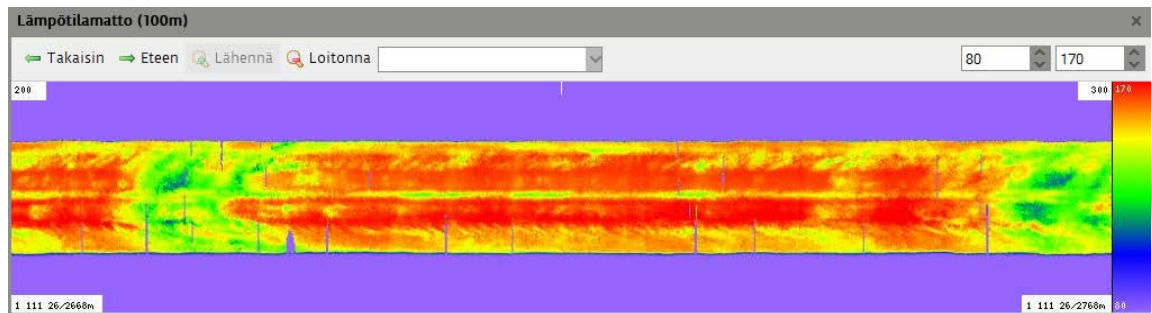 Lämpötilamatto (100m)
Takaisin Eteen Lähennä Loitonna 80 170
200 300 170
1 111 26/2668m 1 111 26/2768m 80